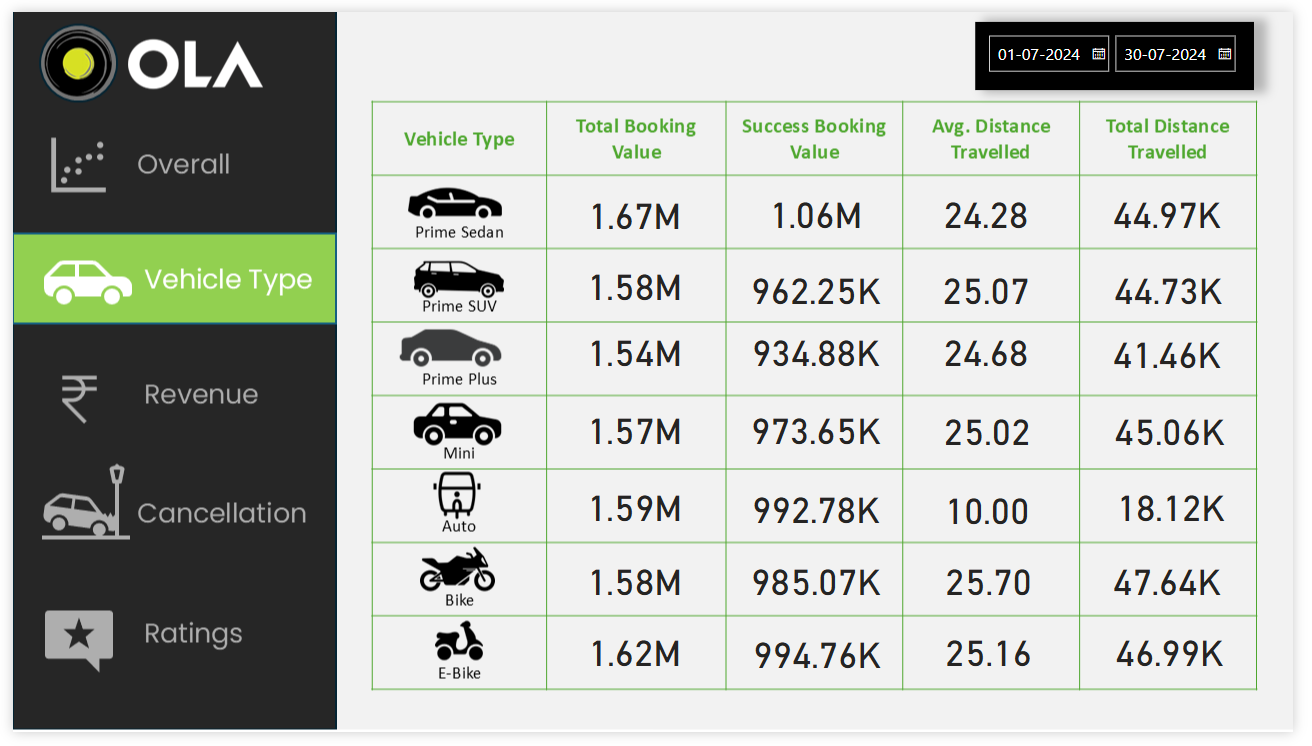 OLA
01-07-2024 30-07-2024
Overall
Vehicle Type
Revenue
Cancellation
Ratings
Vehicle Type Total Booking Value Success Booking Value Avg. Distance Travelled Total Distance Travelled
Prime Sedan 1.67M 1.06M 24.28 44.97K
Prime SUV 1.58M 962.25K 25.07 44.73K
Prime Plus 1.54M 934.88K 24.68 41.46K
Mini 1.57M 973.65K 25.02 45.06K
Auto 1.59M 992.78K 10.00 18.12K
Bike 1.58M 985.07K 25.70 47.64K
E-Bike 1.62M 994.76K 25.16 46.99K